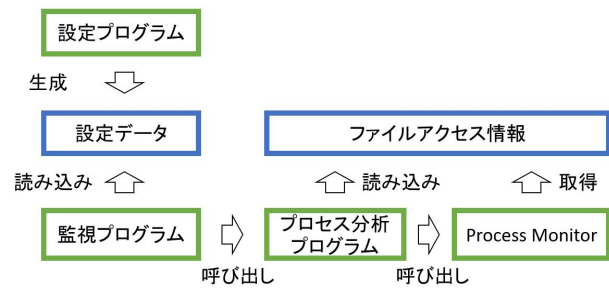 設定プログラム
生成
設定データ
ファイルアクセス情報
読み込み
読み込み
取得
監視プログラム
プロセス分析
プログラム
Process Monitor
呼び出し
呼び出し